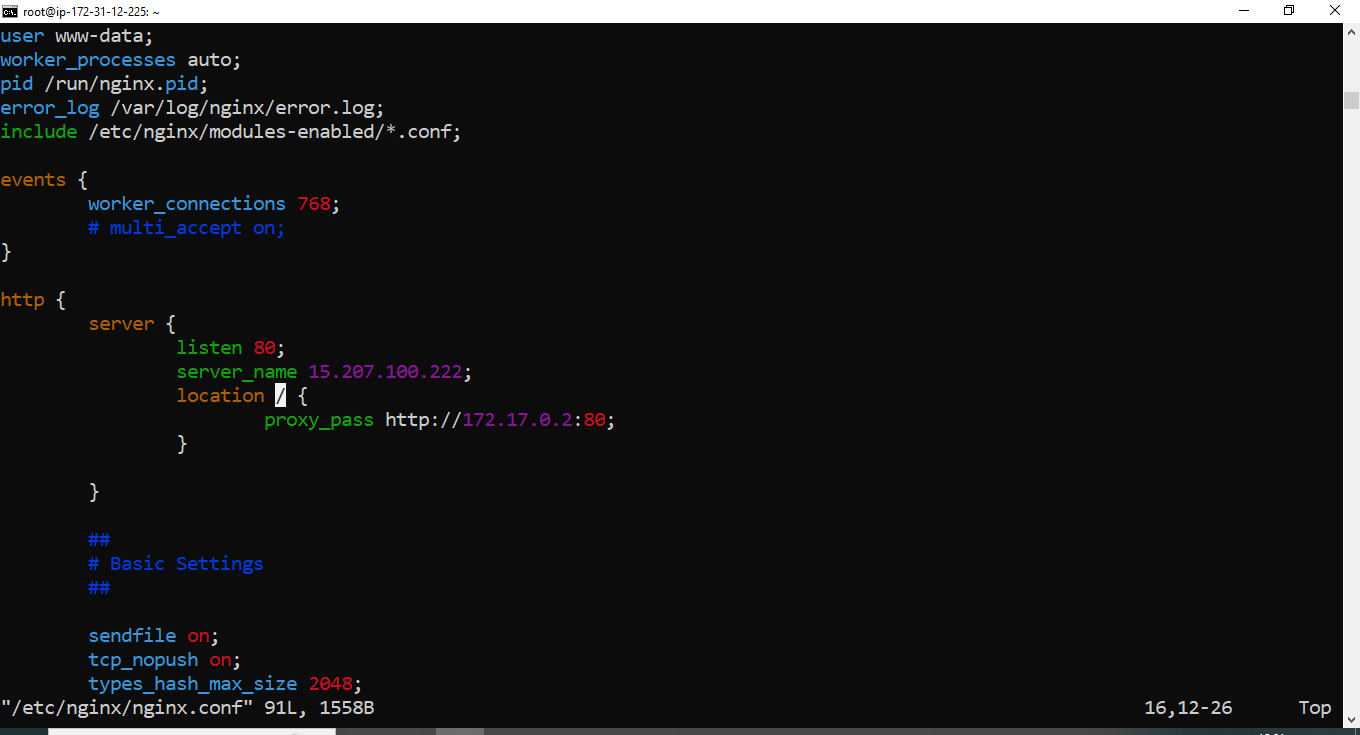 root@ip-172-31-12-225: ~
user www-data;
worker_processes auto;
pid /run/nginx.pid;
error_log /var/log/nginx/error.log;
include /etc/nginx/modules-enabled/*.conf;
events {
worker_connections 768;
# multi_accept on;
}
http {
server {
listen 80;
server_name 15.207.100.222;
location / {
proxy_pass http://172.17.0.2:80;
}
}
##
# Basic Settings
##
sendfile on;
tcp_nopush on;
types_hash_max_size 2048;
"/etc/nginx/nginx.conf" 91L, 1558B 16,12-26 Top